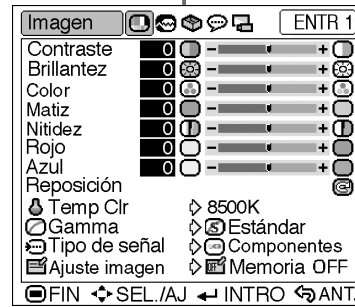 Imagen ENTR 1
Contraste 0 - +
Brillantez 0 - +
Color 0 - +
Matiz 0 - +
Nitidez 0 - +
Rojo 0 - +
Azul 0 - +
Reposición
Temp Clr 8500K
Gamma Estándar
Tipo de señal Componentes
Ajuste imagen Memoria OFF
FIN SEL./AJ INTRO ANT